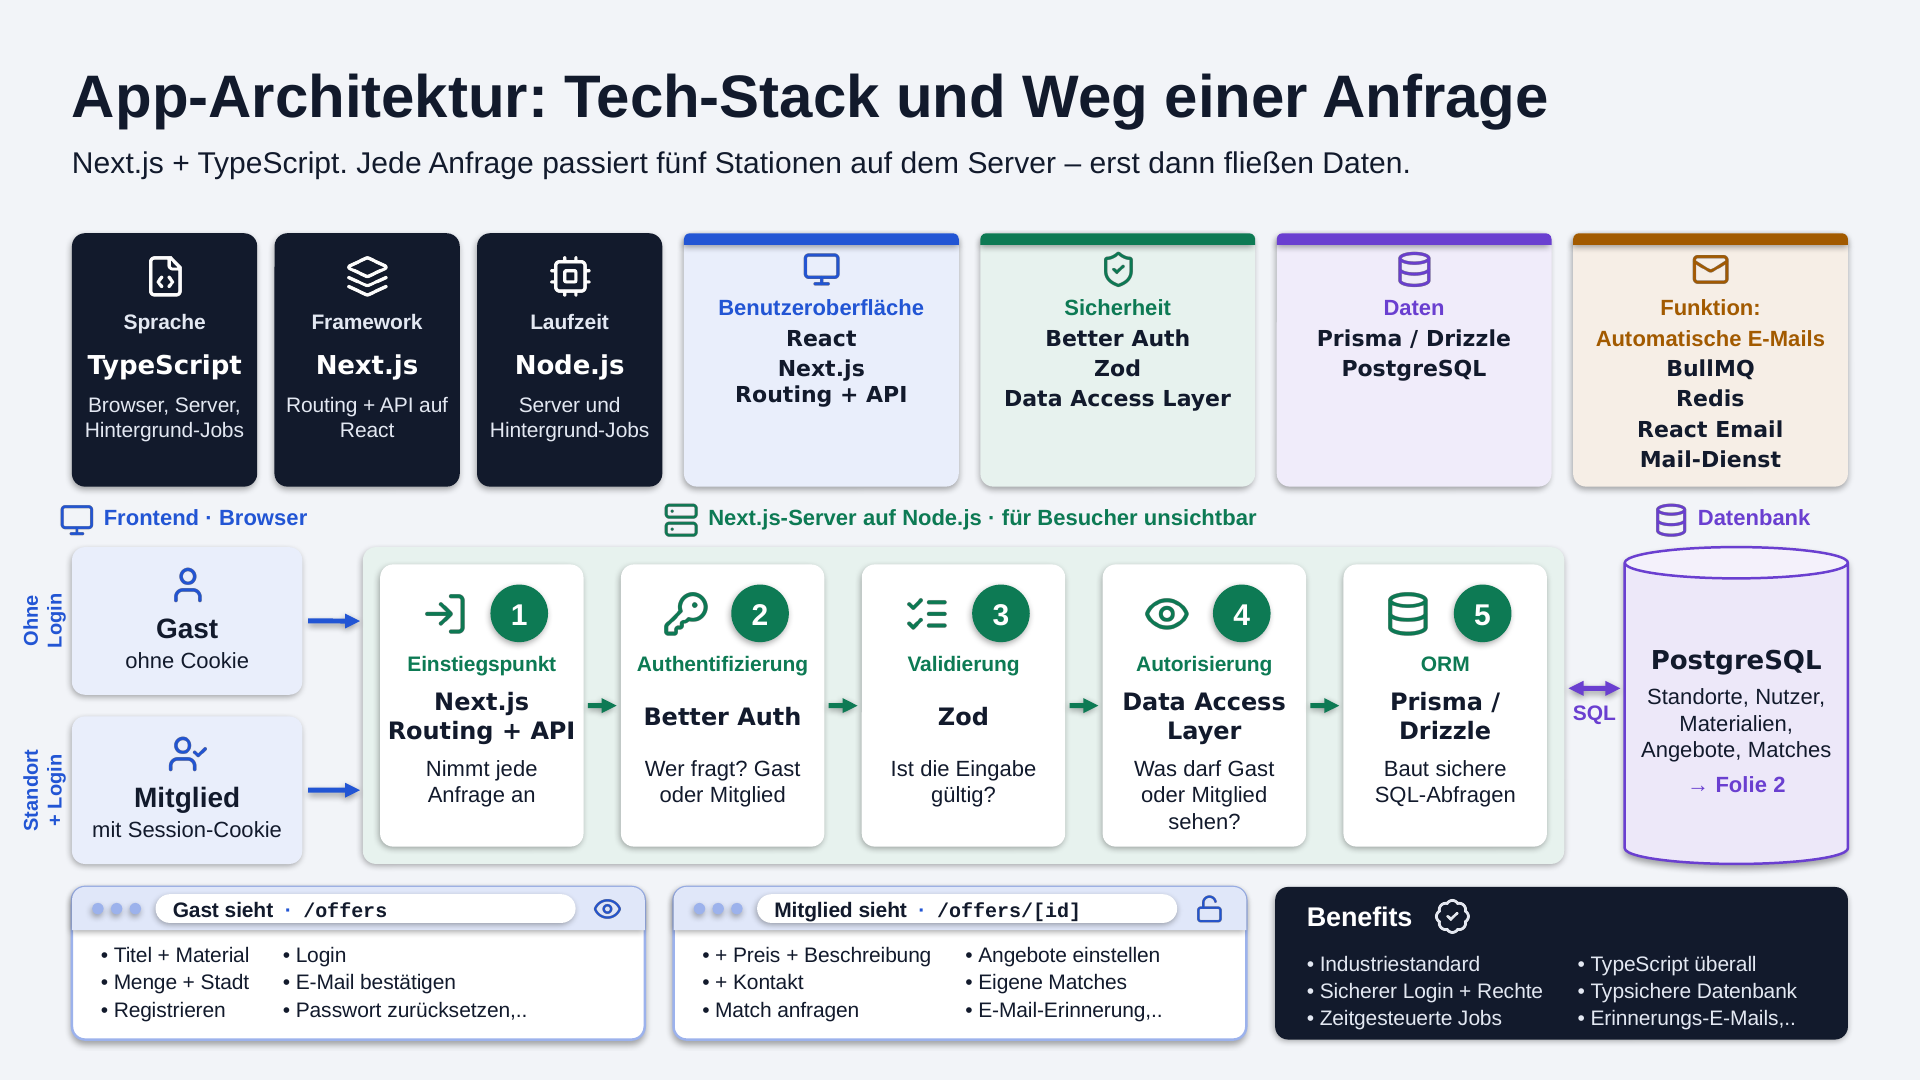 App-Architektur: Tech-Stack und Weg einer Anfrage
Next.js + TypeScript. Jede Anfrage passiert fünf Stationen auf dem Server – erst dann fließen Daten.
Sprache
TypeScript
Browser, Server,
Hintergrund-Jobs
Framework
Next.js
Routing + API auf
React
Laufzeit
Node.js
Server und
Hintergrund-Jobs
Benutzeroberfläche
React
Next.js
Routing + API
Sicherheit
Better Auth
Zod
Data Access Layer
Daten
Prisma / Drizzle
PostgreSQL
Funktion:
Automatische E-Mails
BullMQ
Redis
React Email
Mail-Dienst
Frontend · Browser
Next.js-Server auf Node.js · für Besucher unsichtbar
Datenbank
Ohne
Login
Gast
ohne Cookie
Standort
+ Login
Mitglied
mit Session-Cookie
1
Einstiegspunkt
Next.js
Routing + API
Nimmt jede
Anfrage an
2
Authentifizierung
Better Auth
Wer fragt? Gast
oder Mitglied
3
Validierung
Zod
Ist die Eingabe
gültig?
4
Autorisierung
Data Access
Layer
Was darf Gast
oder Mitglied
sehen?
5
ORM
Prisma /
Drizzle
Baut sichere
SQL-Abfragen
SQL
PostgreSQL
Standorte, Nutzer,
Materialien,
Angebote, Matches
→ Folie 2
Gast sieht · /offers
• Titel + Material
• Menge + Stadt
• Registrieren
• Login
• E-Mail bestätigen
• Passwort zurücksetzen,..
Mitglied sieht · /offers/[id]
• + Preis + Beschreibung
• + Kontakt
• Match anfragen
• Angebote einstellen
• Eigene Matches
• E-Mail-Erinnerung,..
Benefits
• Industriestandard
• Sicherer Login + Rechte
• Zeitgesteuerte Jobs
• TypeScript überall
• Typsichere Datenbank
• Erinnerungs-E-Mails,..